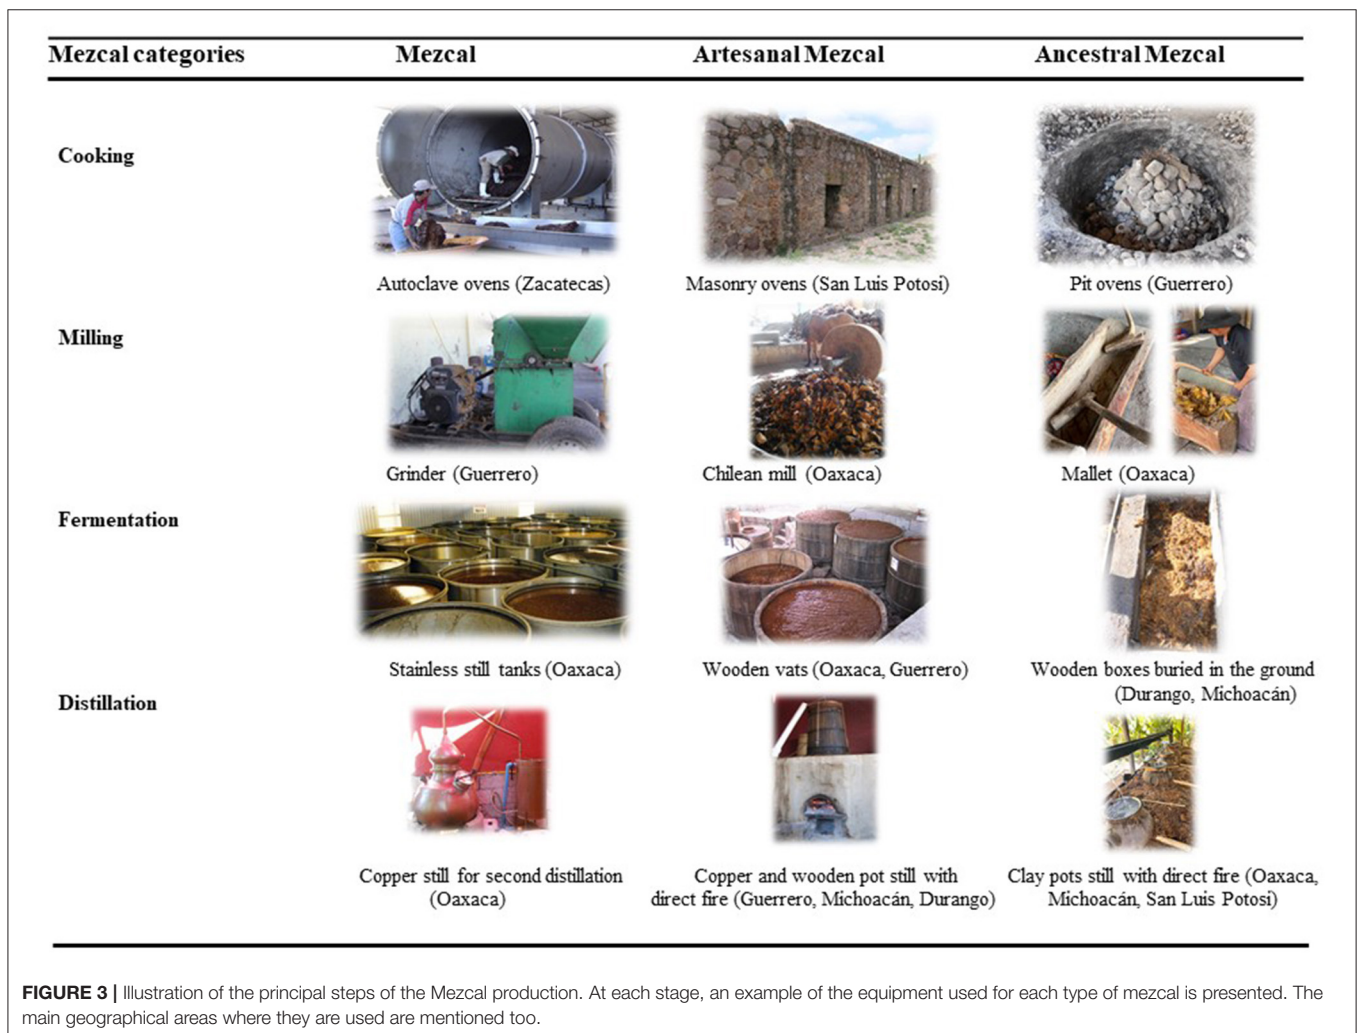 Mezcal categories Mezcal Artesanal Mezcal Ancestral Mezcal
Cooking
Autoclave ovens (Zacatecas) Masonry ovens (San Luis Potosí) Pit ovens (Guerrero)
Milling
Grinder (Guerrero) Chilean mill (Oaxaca) Mallet (Oaxaca)
Fermentation
Stainless still tanks (Oaxaca) Wooden vats (Oaxaca, Guerrero) Wooden boxes buried in the ground
(Durango, Michoacán)
Distillation
Copper still for second distillation Copper and wooden pot still with Clay pots still with direct fire (Oaxaca,
(Oaxaca) direct fire (Guerrero, Michoacán, Durango) Michoacán, San Luis Potosí)
FIGURE 3 | Illustration of the principal steps of the Mezcal production. At each stage, an example of the equipment used for each type of mezcal is presented. The
main geographical areas where they are used are mentioned too.